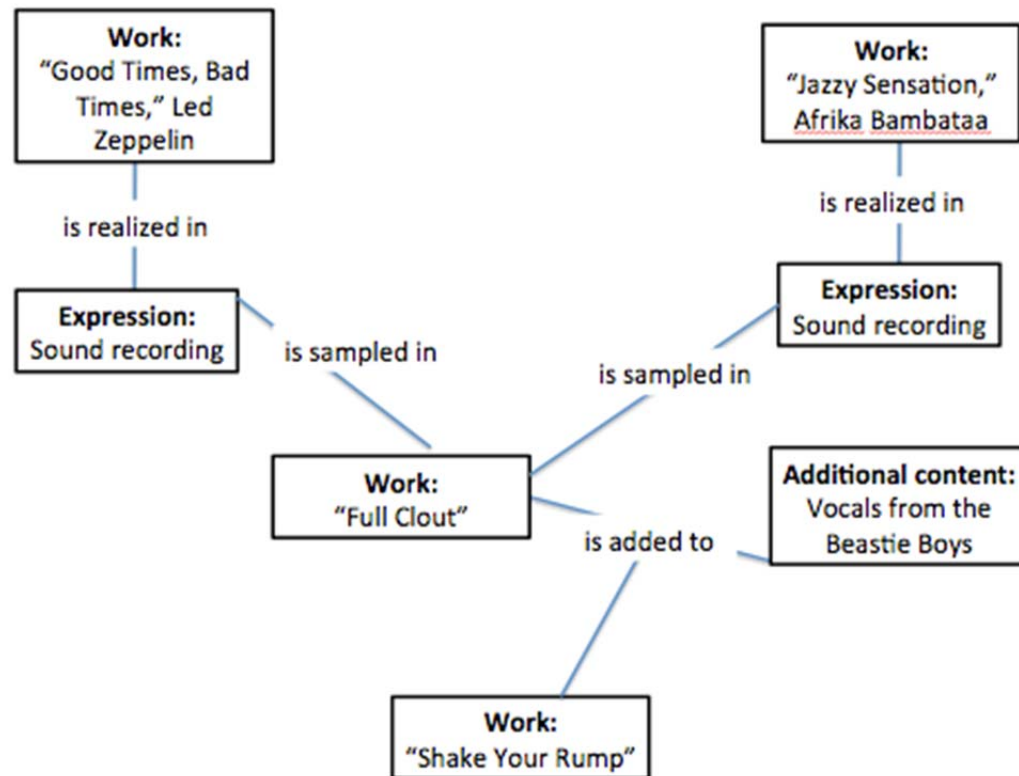 Work:
“Good Times, Bad
Times,” Led
Zeppelin
Work:
“Jazzy Sensation,”
Afrika Bambataa
is realized in
is realized in
Expression:
Sound recording
Expression:
Sound recording
is sampled in
is sampled in
Work:
“Full Clout”
Additional content:
Vocals from the
Beastie Boys
is added to
Work:
“Shake Your Rump”